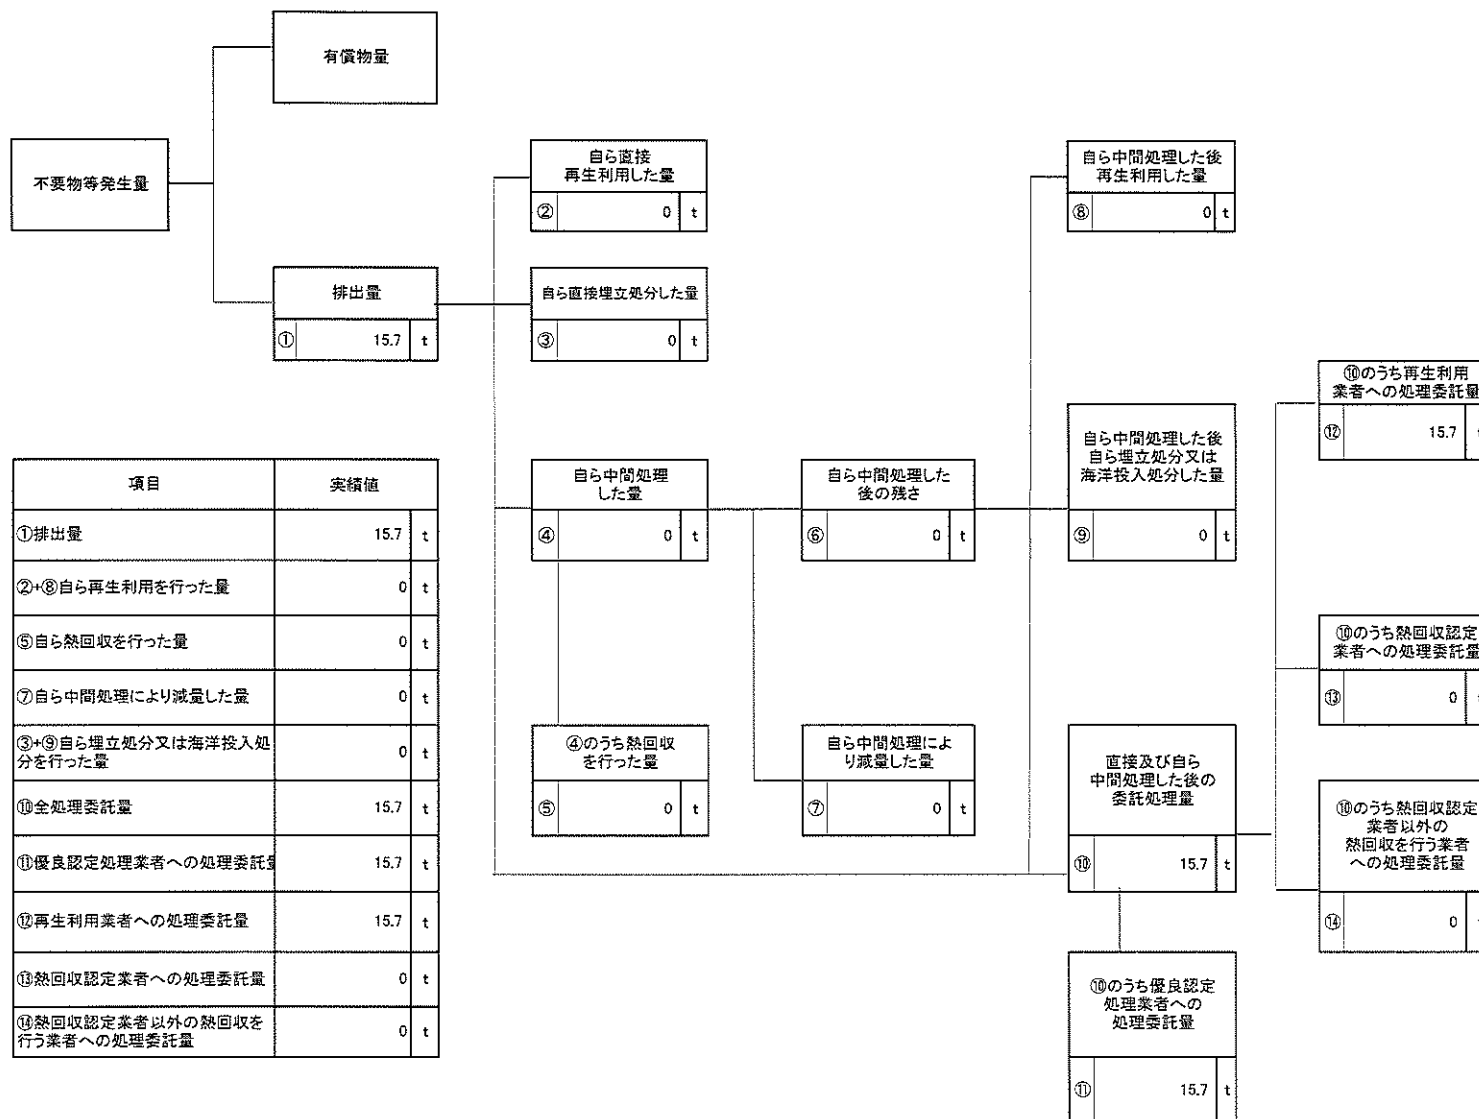 有償物量
不要物等発生量
排出量
① 15.7 t
自ら直接
再生利用した量
② 0 t
自ら直接埋立処分した量
③ 0 t
自ら中間処理
した量
④ 0 t
④のうち熱回収
を行った量
⑤ 0 t
自ら中間処理した
後の残さ
⑥ 0 t
自ら中間処理によ
り減量した量
⑦ 0 t
自ら中間処理した後
再生利用した量
⑧ 0 t
自ら中間処理した後
自ら埋立処分又は
海洋投入処分した量
⑨ 0 t
直接及び自ら
中間処理した後の
委託処理量
⑩ 15.7 t
⑩のうち優良認定
処理業者への
処理委託量
⑪ 15.7 t
⑩のうち再生利用
業者への処理委託量
⑫ 15.7 t
⑩のうち熱回収認定
業者への処理委託量
⑬ 0 t
⑩のうち熱回収認定
業者以外の
熱回収を行う業者
への処理委託量
⑭ 0
項目 実績値
①排出量 15.7 t
②+⑧自ら再生利用を行った量 0 t
⑤自ら熱回収を行った量 0 t
⑦自ら中間処理により減量した量 0 t
③+⑨自ら埋立処分又は海洋投入処
分を行った量 0 t
⑩全処理委託量 15.7 t
⑪優良認定処理業者への処理委託量 15.7 t
⑫再生利用業者への処理委託量 15.7 t
⑬熱回収認定業者への処理委託量 0 t
⑭熱回収認定業者以外の熱回収を
行う業者への処理委託量 0 t